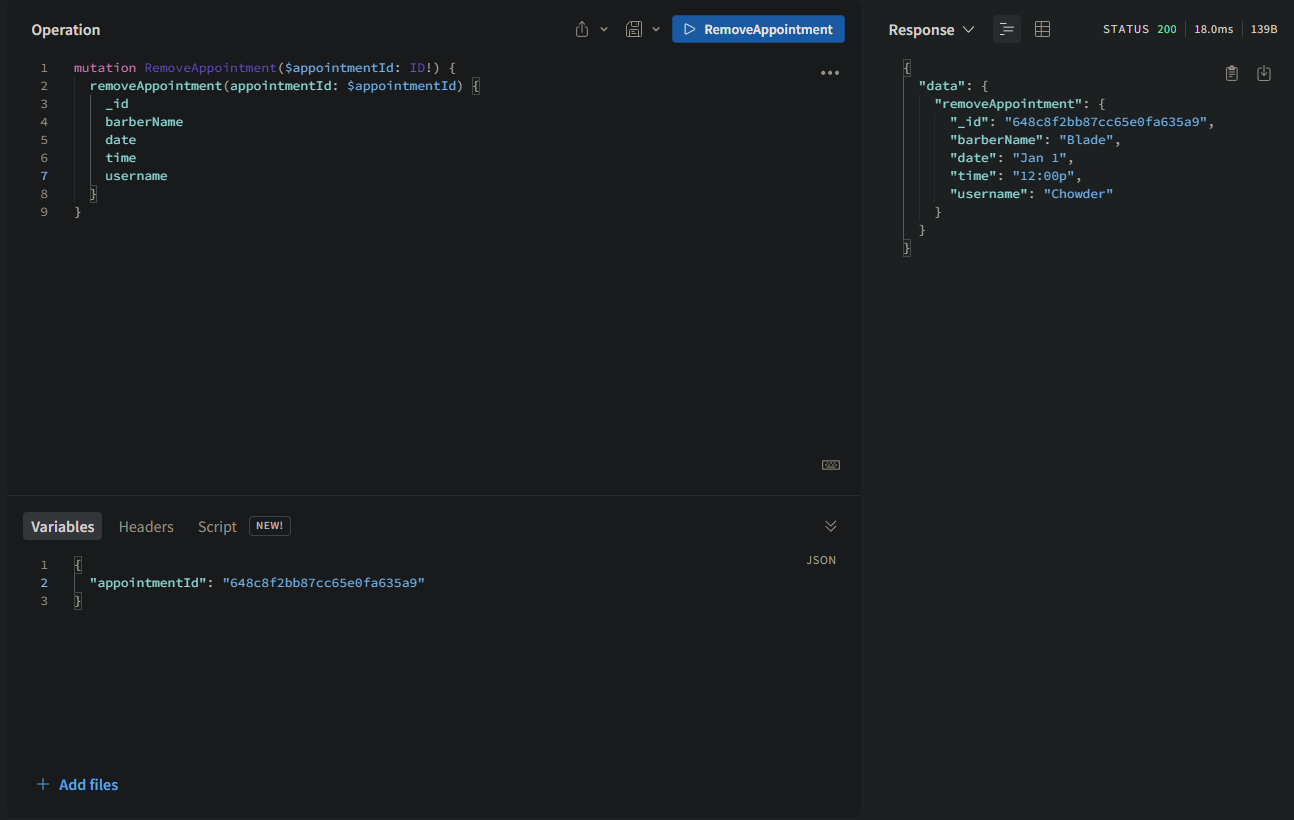 Operation
RemoveAppointment
1 mutation RemoveAppointment($appointmentId: ID!) {
2 removeAppointment(appointmentId: $appointmentId) {
3 _id
4 barberName
5 date
6 time
7 username
8 }
9 }
Variables Headers Script NEW!
JSON
1 {
2 "appointmentId": "648c8f2bb87cc65e0fa635a9"
3 }
+ Add files
Response STATUS 200 18.0ms 139B
{
"data": {
"removeAppointment": {
"_id": "648c8f2bb87cc65e0fa635a9",
"barberName": "Blade",
"date": "Jan 1",
"time": "12:00p",
"username": "Chowder"
}
}
}